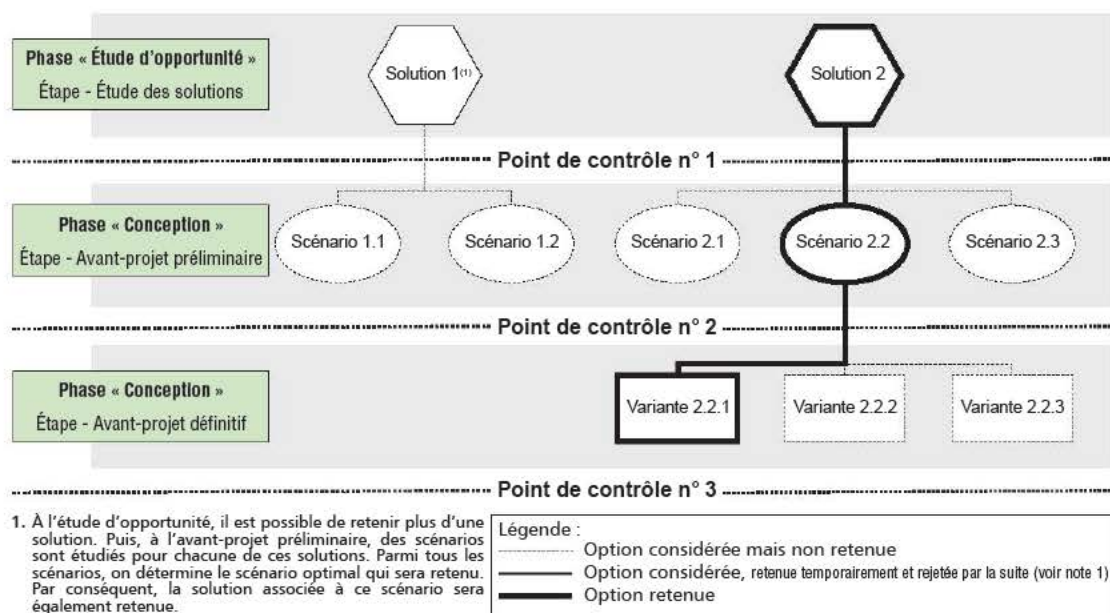 Phase « Étude d'opportunité »
Étape - Étude des solutions
Solution 1(1)
Solution 2
Point de contrôle n° 1
Phase « Conception »
Étape - Avant-projet préliminaire
Scénario 1.1
Scénario 1.2
Scénario 2.1
Scénario 2.2
Scénario 2.3
Point de contrôle n° 2
Phase « Conception »
Étape - Avant-projet définitif
Variante 2.2.1
Variante 2.2.2
Variante 2.2.3
Point de contrôle n° 3
1. À l'étude d'opportunité, il est possible de retenir plus d'une
solution. Puis, à l'avant-projet préliminaire, des scénarios
sont étudiés pour chacune de ces solutions. Parmi tous les
scénarios, on détermine le scénario optimal qui sera retenu.
Par conséquent, la solution associée à ce scénario sera
également retenue.
Légende :
Option considérée mais non retenue
Option considérée, retenue temporairement et rejetée par la suite (voir note 1)
Option retenue